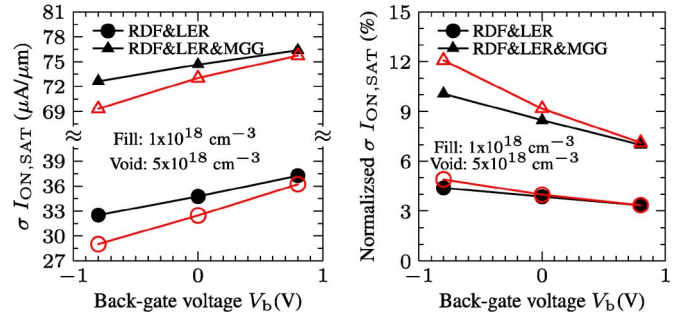 σ I_ON,SAT (μA/μm)
78
75
72
69
36
33
30
27
RDF&LER
RDF&LER&MGG
Fill: 1x10^18 cm^−3
Void: 5x10^18 cm^−3
−1
0
1
Back-gate voltage V_b(V)
Normalizsed σ I_ON,SAT (%)
15
12
9
6
3
0
RDF&LER
RDF&LER&MGG
Fill: 1x10^18 cm^−3
Void: 5x10^18 cm^−3
−1
0
1
Back-gate voltage V_b(V)